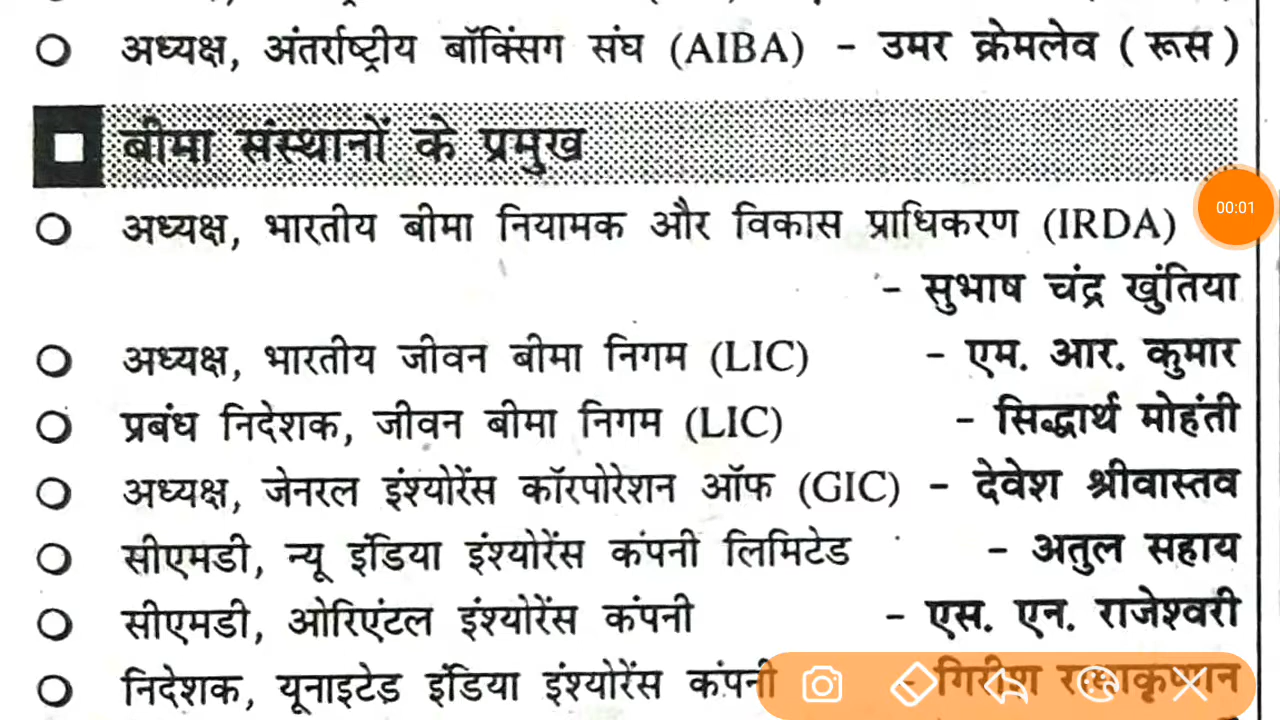 अध्यक्ष, अंतर्राष्ट्रीय बॉक्सिंग संघ (AIBA) - उमर क्रेमलेव ( रूस )
बीमा संस्थानों के प्रमुख
अध्यक्ष, भारतीय बीमा नियामक और विकास प्राधिकरण (IRDA)
00:01
- सुभाष चंद्र खुंतिया
अध्यक्ष, भारतीय जीवन बीमा निगम (LIC) - एम. आर. कुमार
प्रबंध निदेशक, जीवन बीमा निगम (LIC) - सिद्धार्थ मोहंती
अध्यक्ष, जेनरल इंश्योरेंस कॉरपोरेशन ऑफ (GIC) - देवेश श्रीवास्तव
सीएमडी, न्यू इंडिया इंश्योरेंस कंपनी लिमिटेड - अतुल सहाय
सीएमडी, ओरिएंटल इंश्योरेंस कंपनी - एस. एन. राजेश्वरी
निदेशक, यूनाइटेड इंडिया इंश्योरेंस कंपनी - गिरीश